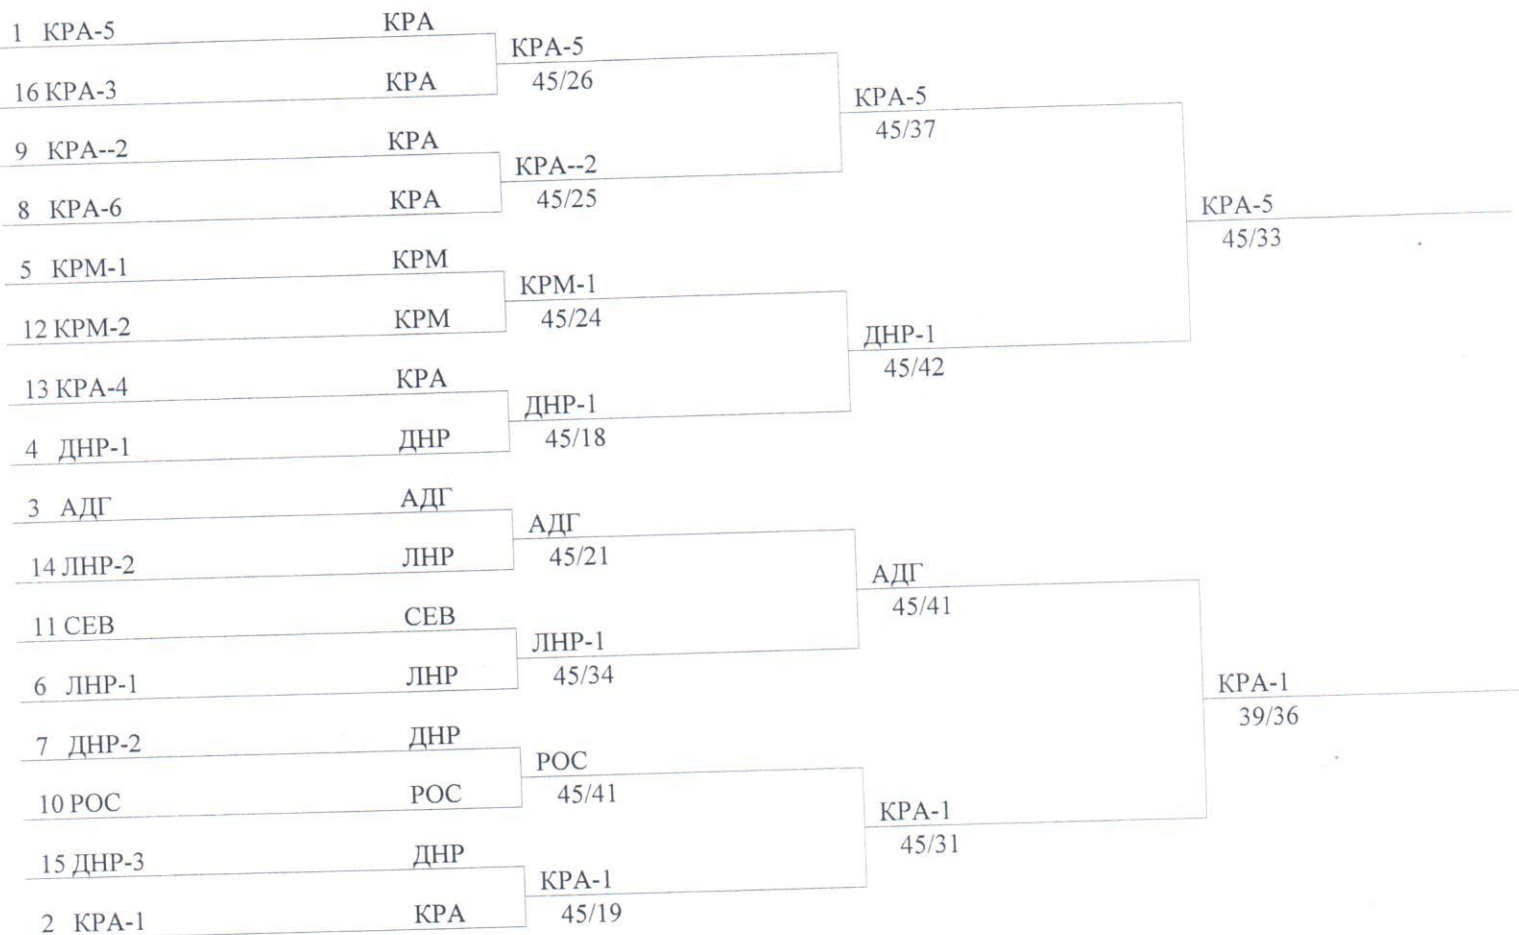 1 КРА-5 КРА
КРА-5
45/26
16 КРА-3 КРА
КРА-5
45/37
9 КРА--2 КРА
КРА--2
45/25
8 КРА-6 КРА
КРА-5
45/33
5 КРМ-1 КРМ
КРМ-1
45/24
12 КРМ-2 КРМ
ДНР-1
45/42
13 КРА-4 КРА
ДНР-1
45/18
4 ДНР-1 ДНР
3 АДГ АДГ
АДГ
45/21
14 ЛНР-2 ЛНР
АДГ
45/41
11 СЕВ СЕВ
ЛНР-1
45/34
6 ЛНР-1 ЛНР
КРА-1
39/36
7 ДНР-2 ДНР
РОС
45/41
10 РОС РОС
КРА-1
45/31
15 ДНР-3 ДНР
КРА-1
45/19
2 КРА-1 КРА